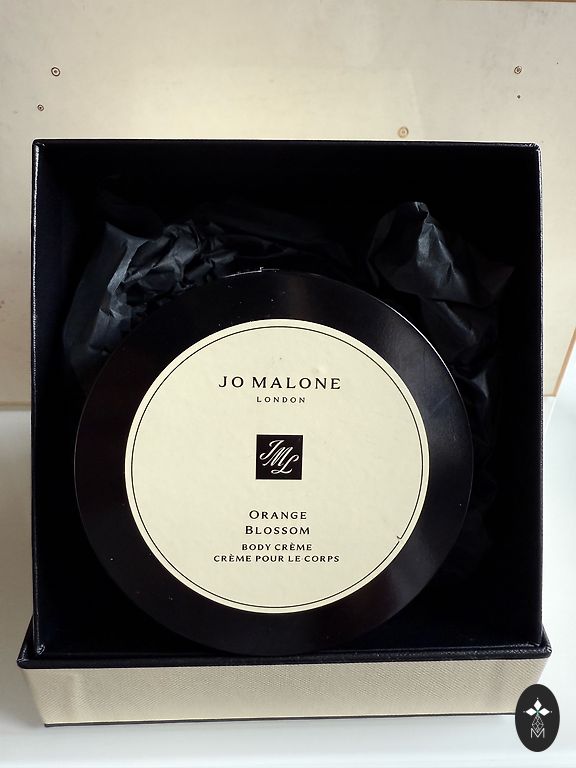 JO MALONE
LONDON
JML
ORANGE
BLOSSOM
BODY CRÈME
CRÈME POUR LE CORPS
M